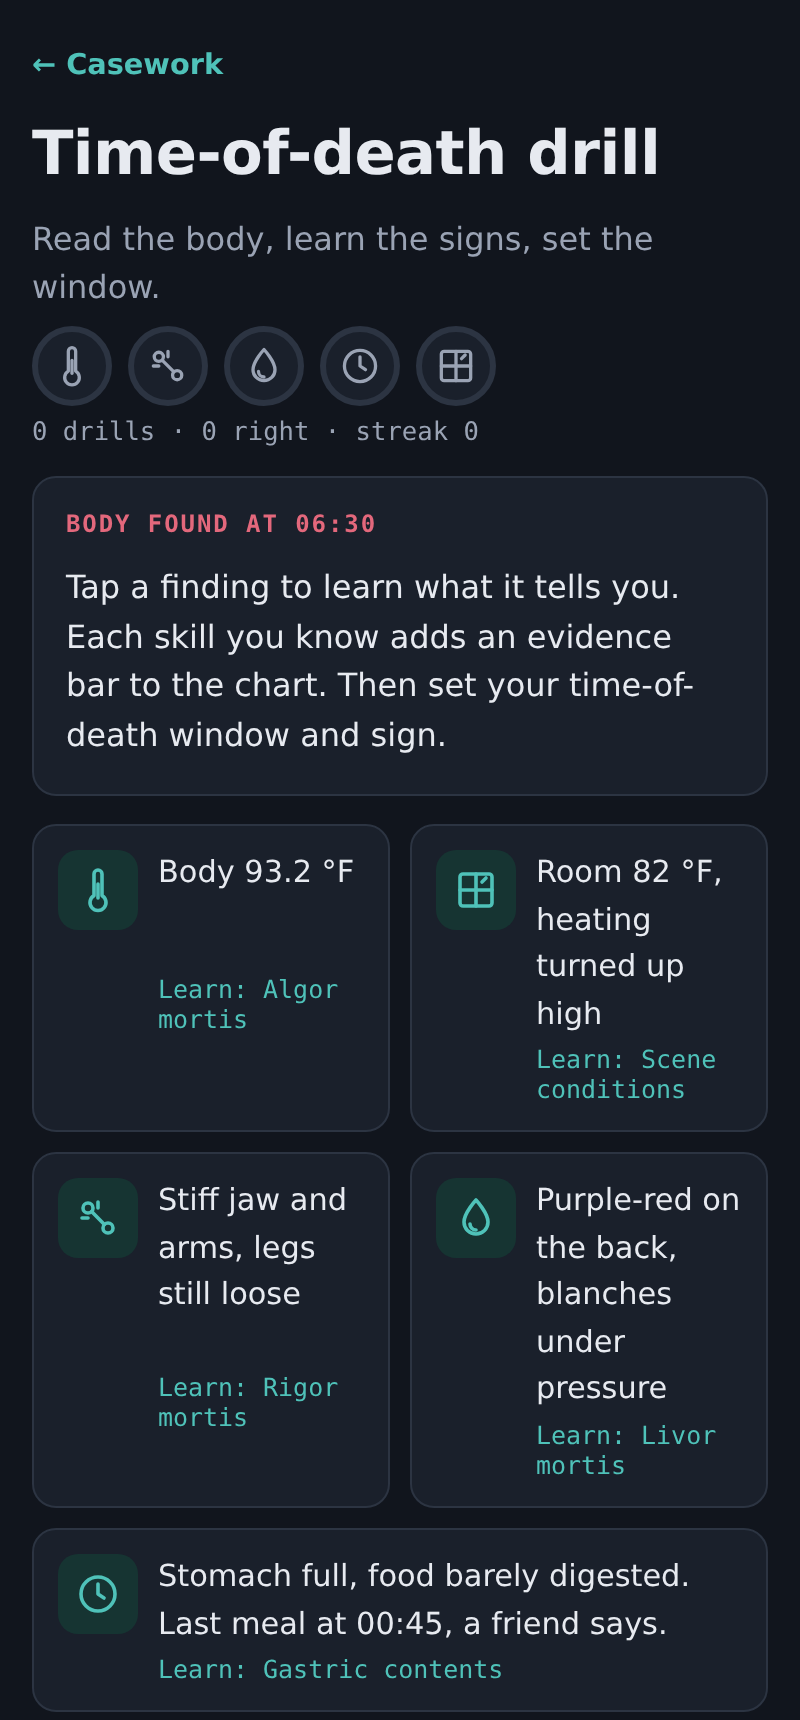 ← Casework
Time-of-death drill
Read the body, learn the signs, set the
window.
0 drills · 0 right · streak 0
BODY FOUND AT 06:30
Tap a finding to learn what it tells you.
Each skill you know adds an evidence
bar to the chart. Then set your time-of-
death window and sign.
Body 93.2 °F
Learn: Algor
mortis
Room 82 °F,
heating
turned up
high
Learn: Scene
conditions
Stiff jaw and
arms, legs
still loose
Learn: Rigor
mortis
Purple-red on
the back,
blanches
under
pressure
Learn: Livor
mortis
Stomach full, food barely digested.
Last meal at 00:45, a friend says.
Learn: Gastric contents